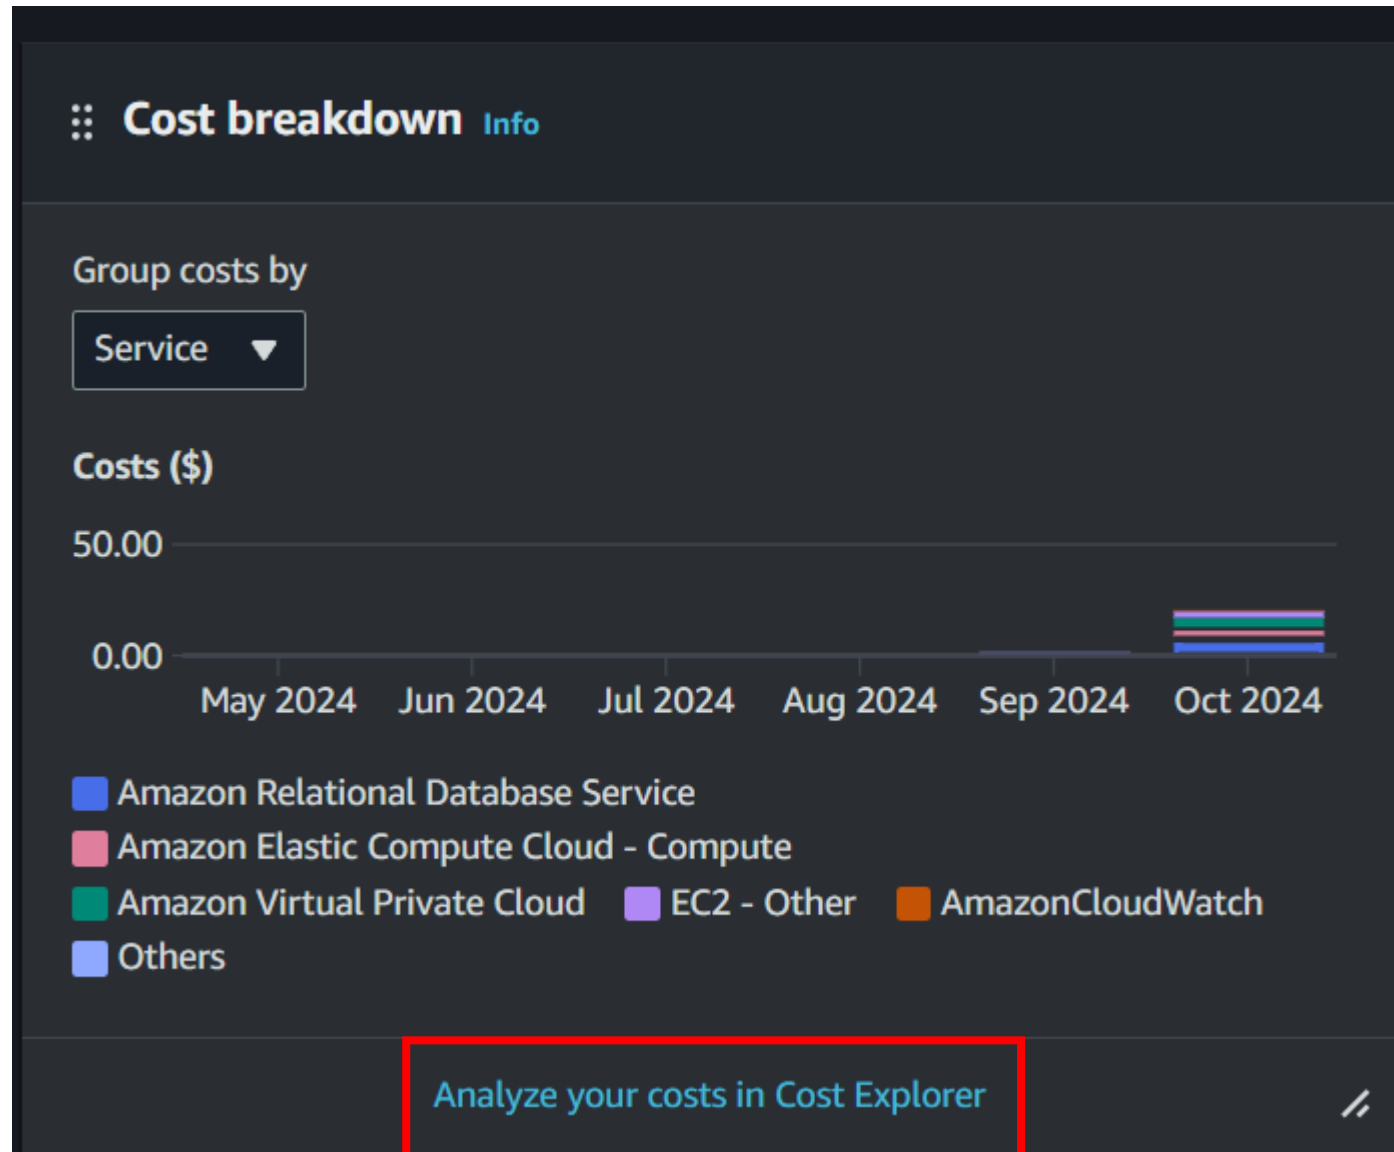 Cost breakdown Info
Group costs by
Service
Costs ($)
50.00
0.00
May 2024 Jun 2024 Jul 2024 Aug 2024 Sep 2024 Oct 2024
Amazon Relational Database Service
Amazon Elastic Compute Cloud - Compute
Amazon Virtual Private Cloud EC2 - Other AmazonCloudWatch
Others
Analyze your costs in Cost Explorer